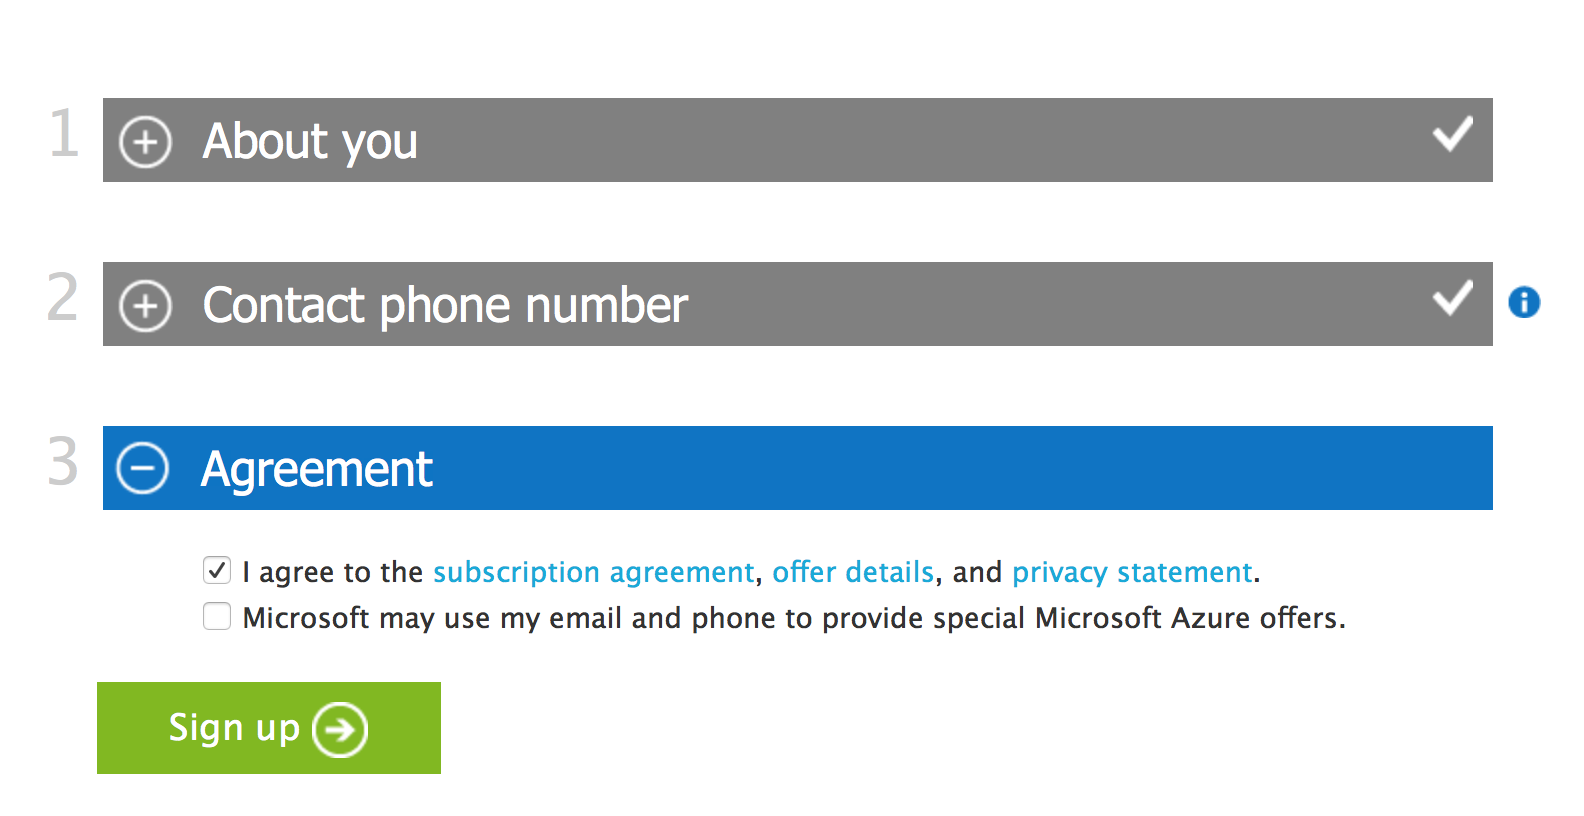 1 About you
2 Contact phone number
3 Agreement
I agree to the subscription agreement, offer details, and privacy statement.
Microsoft may use my email and phone to provide special Microsoft Azure offers.
Sign up